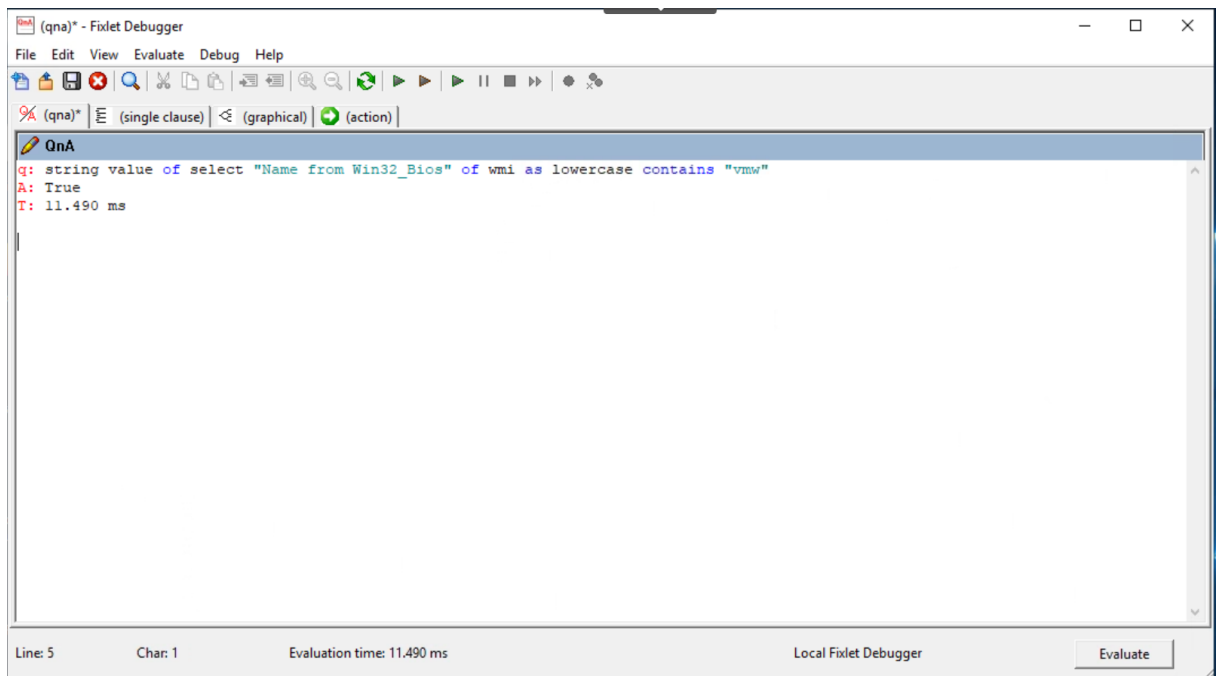 QnA (qna)* - Fixlet Debugger
File Edit View Evaluate Debug Help
Q/A (qna)* (single clause) (graphical) (action)
QnA
q: string value of select "Name from Win32_Bios" of wmi as lowercase contains "vmw"
A: True
T: 11.490 ms
Line: 5 Char: 1 Evaluation time: 11.490 ms Local Fixlet Debugger Evaluate